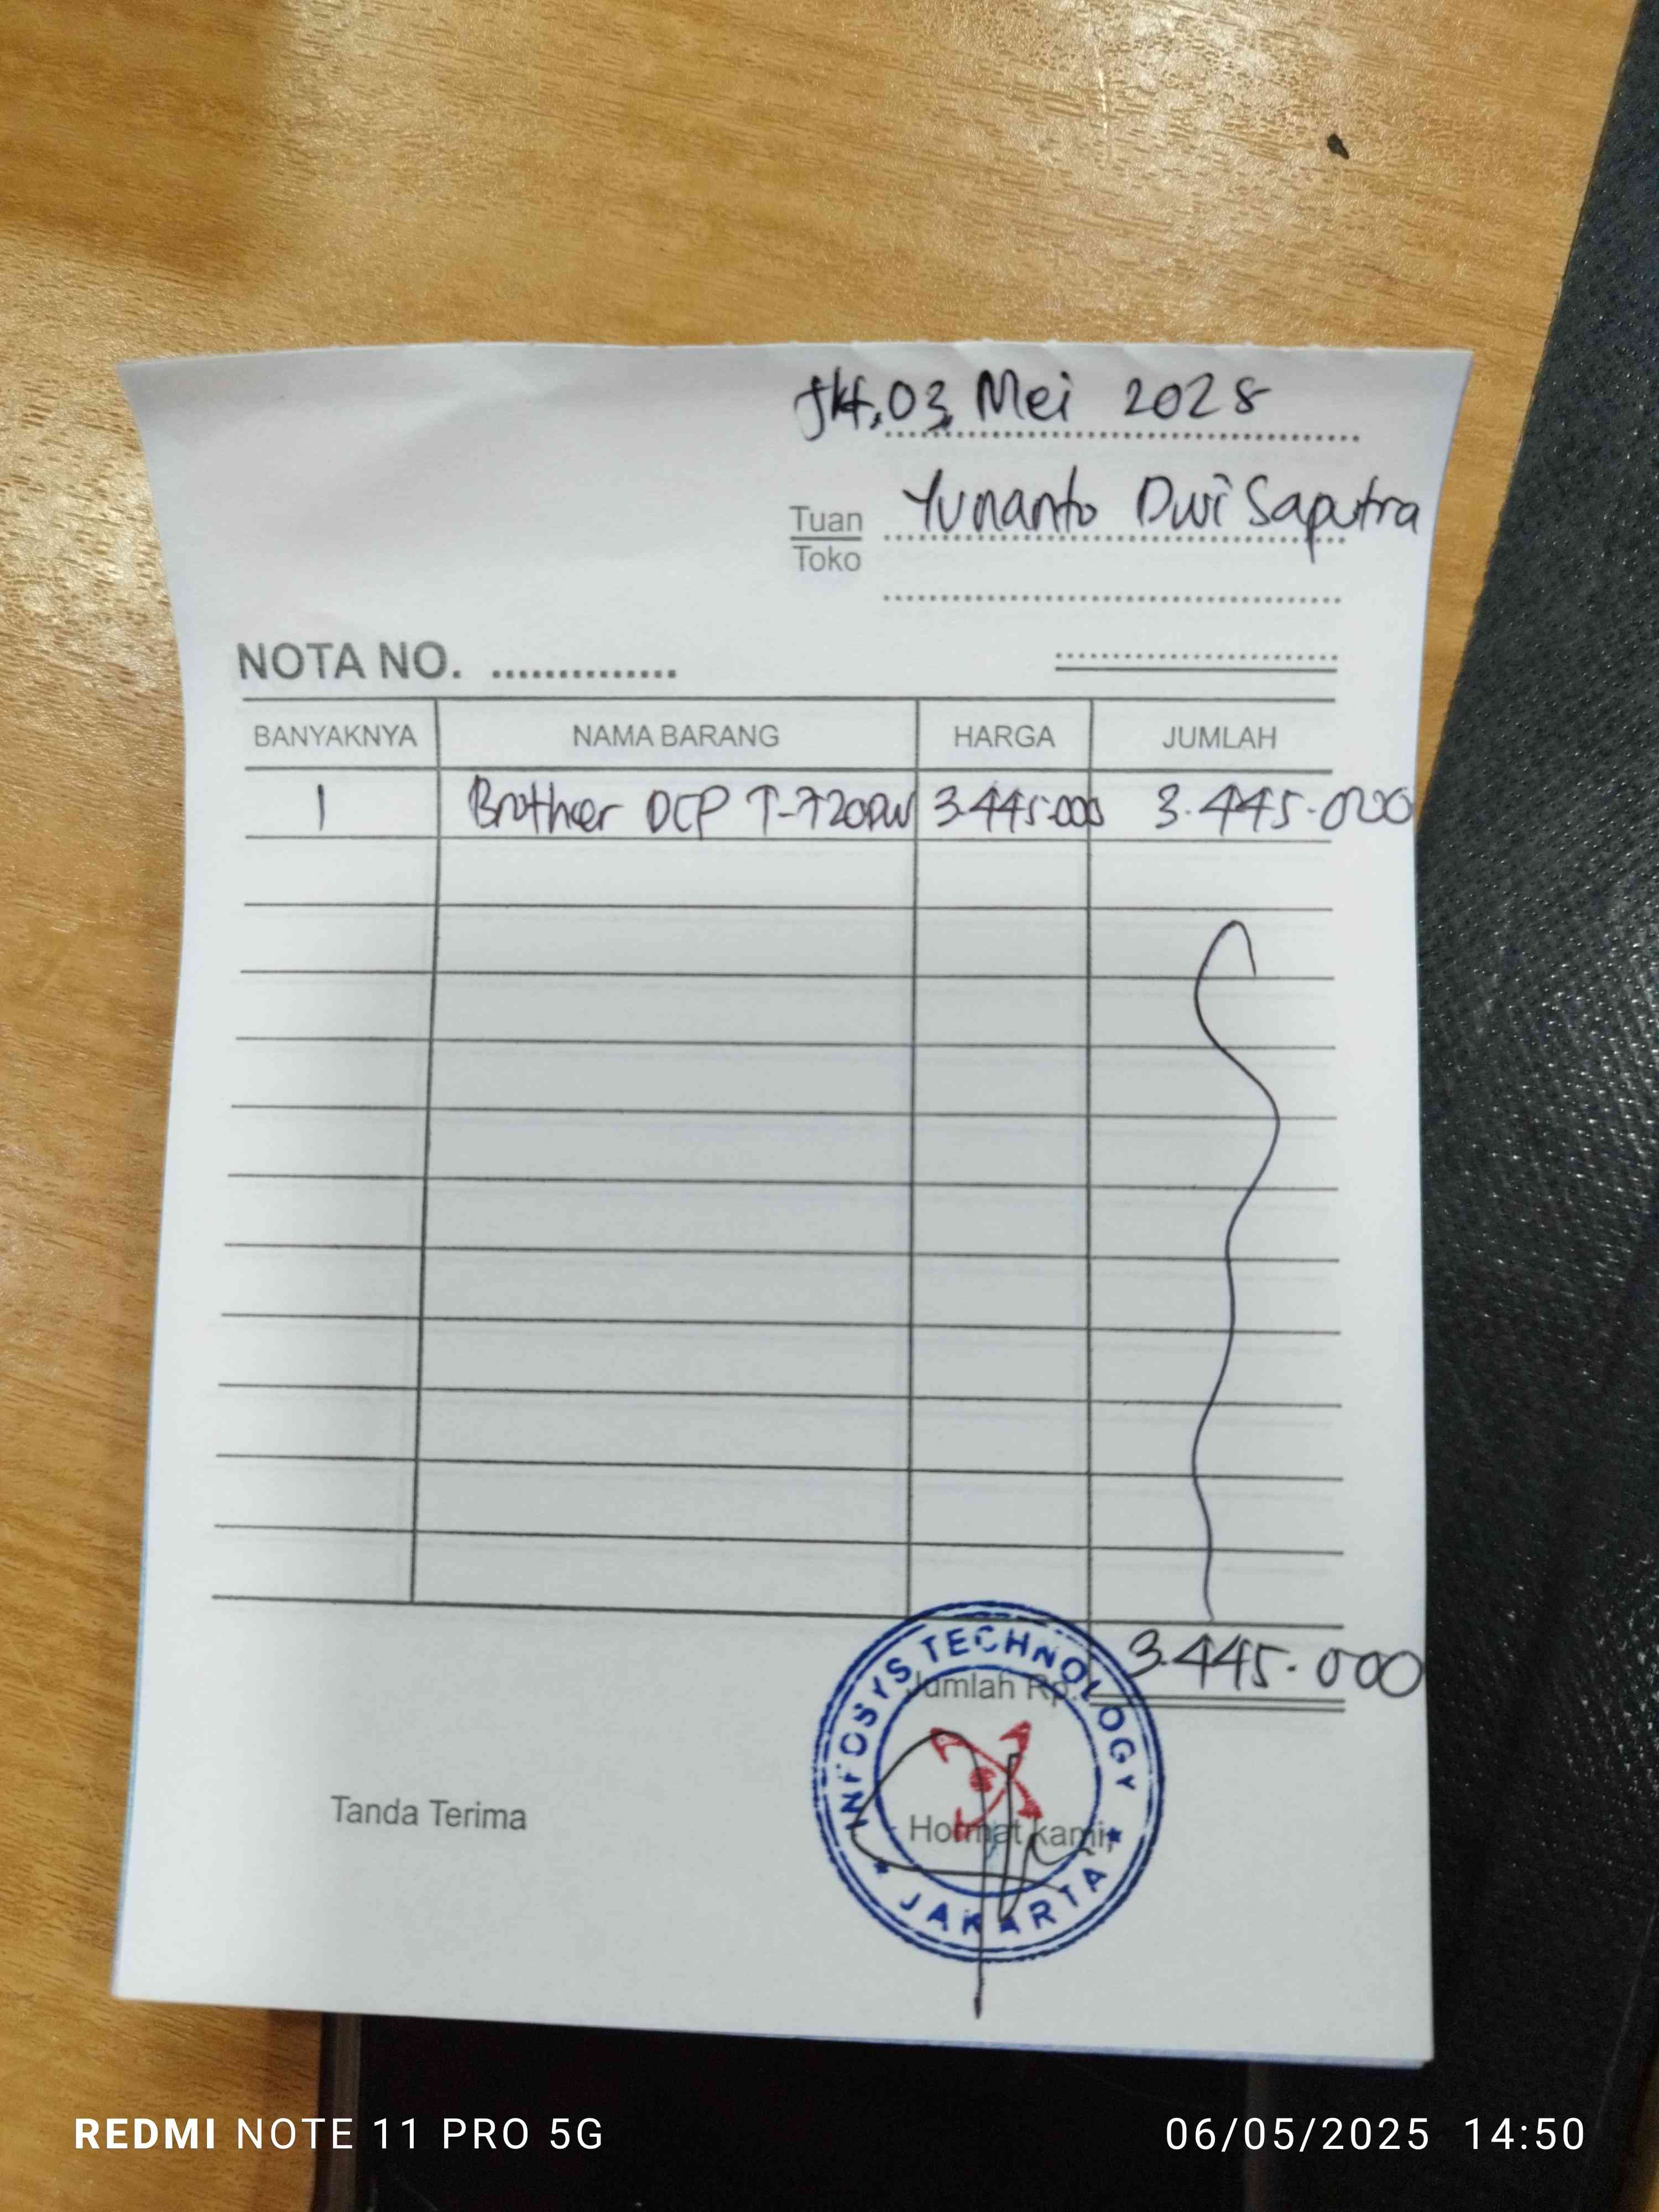 Jkt, 03 Mei 2025
Tuan Yunanto Dwi Saputra
Toko
NOTA NO. ..............
BANYAKNYA NAMA BARANG HARGA JUMLAH
1 Brother DCP T-720DW 3.445.000 3.445.000
Jumlah Rp. 3.445.000
Tanda Terima
Hormat kami,
INFOSYS TECHNOLOGY
JAKARTA
REDMI NOTE 11 PRO 5G
06/05/2025 14:50